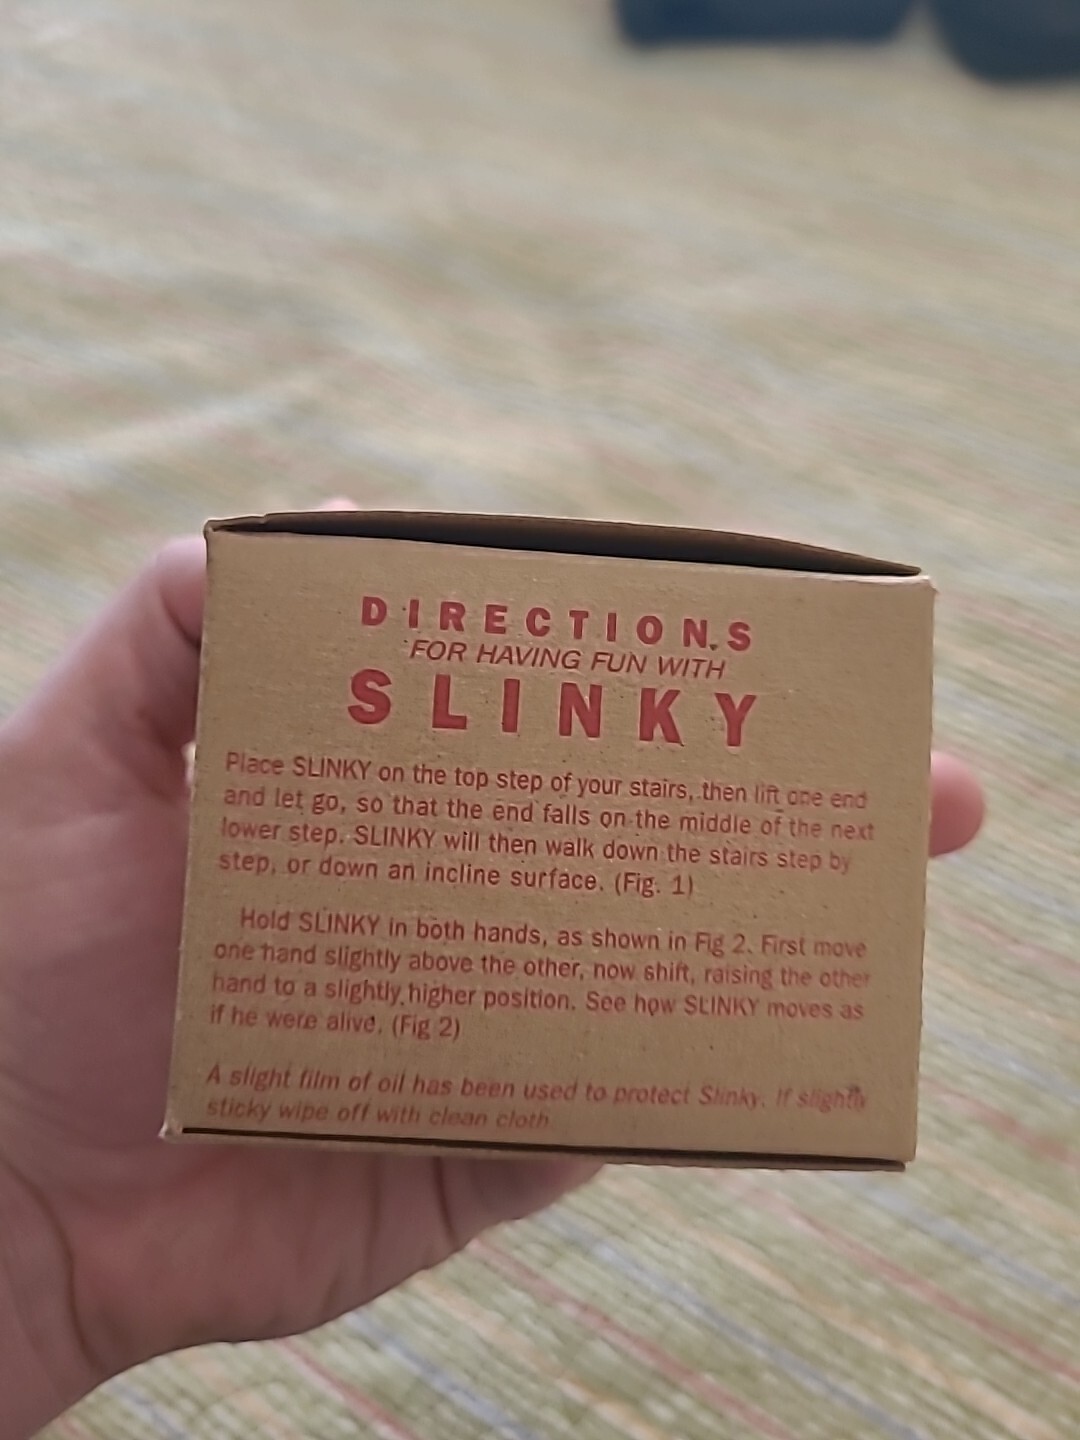 DIRECTIONS
FOR HAVING FUN WITH
SLINKY
Place SLINKY on the top step of your stairs, then lift one end
and let go, so that the end falls on the middle of the next
lower step. SLINKY will then walk down the stairs step by
step, or down an incline surface. (Fig. 1)
Hold SLINKY in both hands, as shown in Fig 2. First move
one hand slightly above the other, now shift, raising the other
hand to a slightly higher position. See how SLINKY moves as
if he were alive. (Fig 2)
A slight film of oil has been used to protect Slinky. If slightly
sticky wipe off with clean cloth